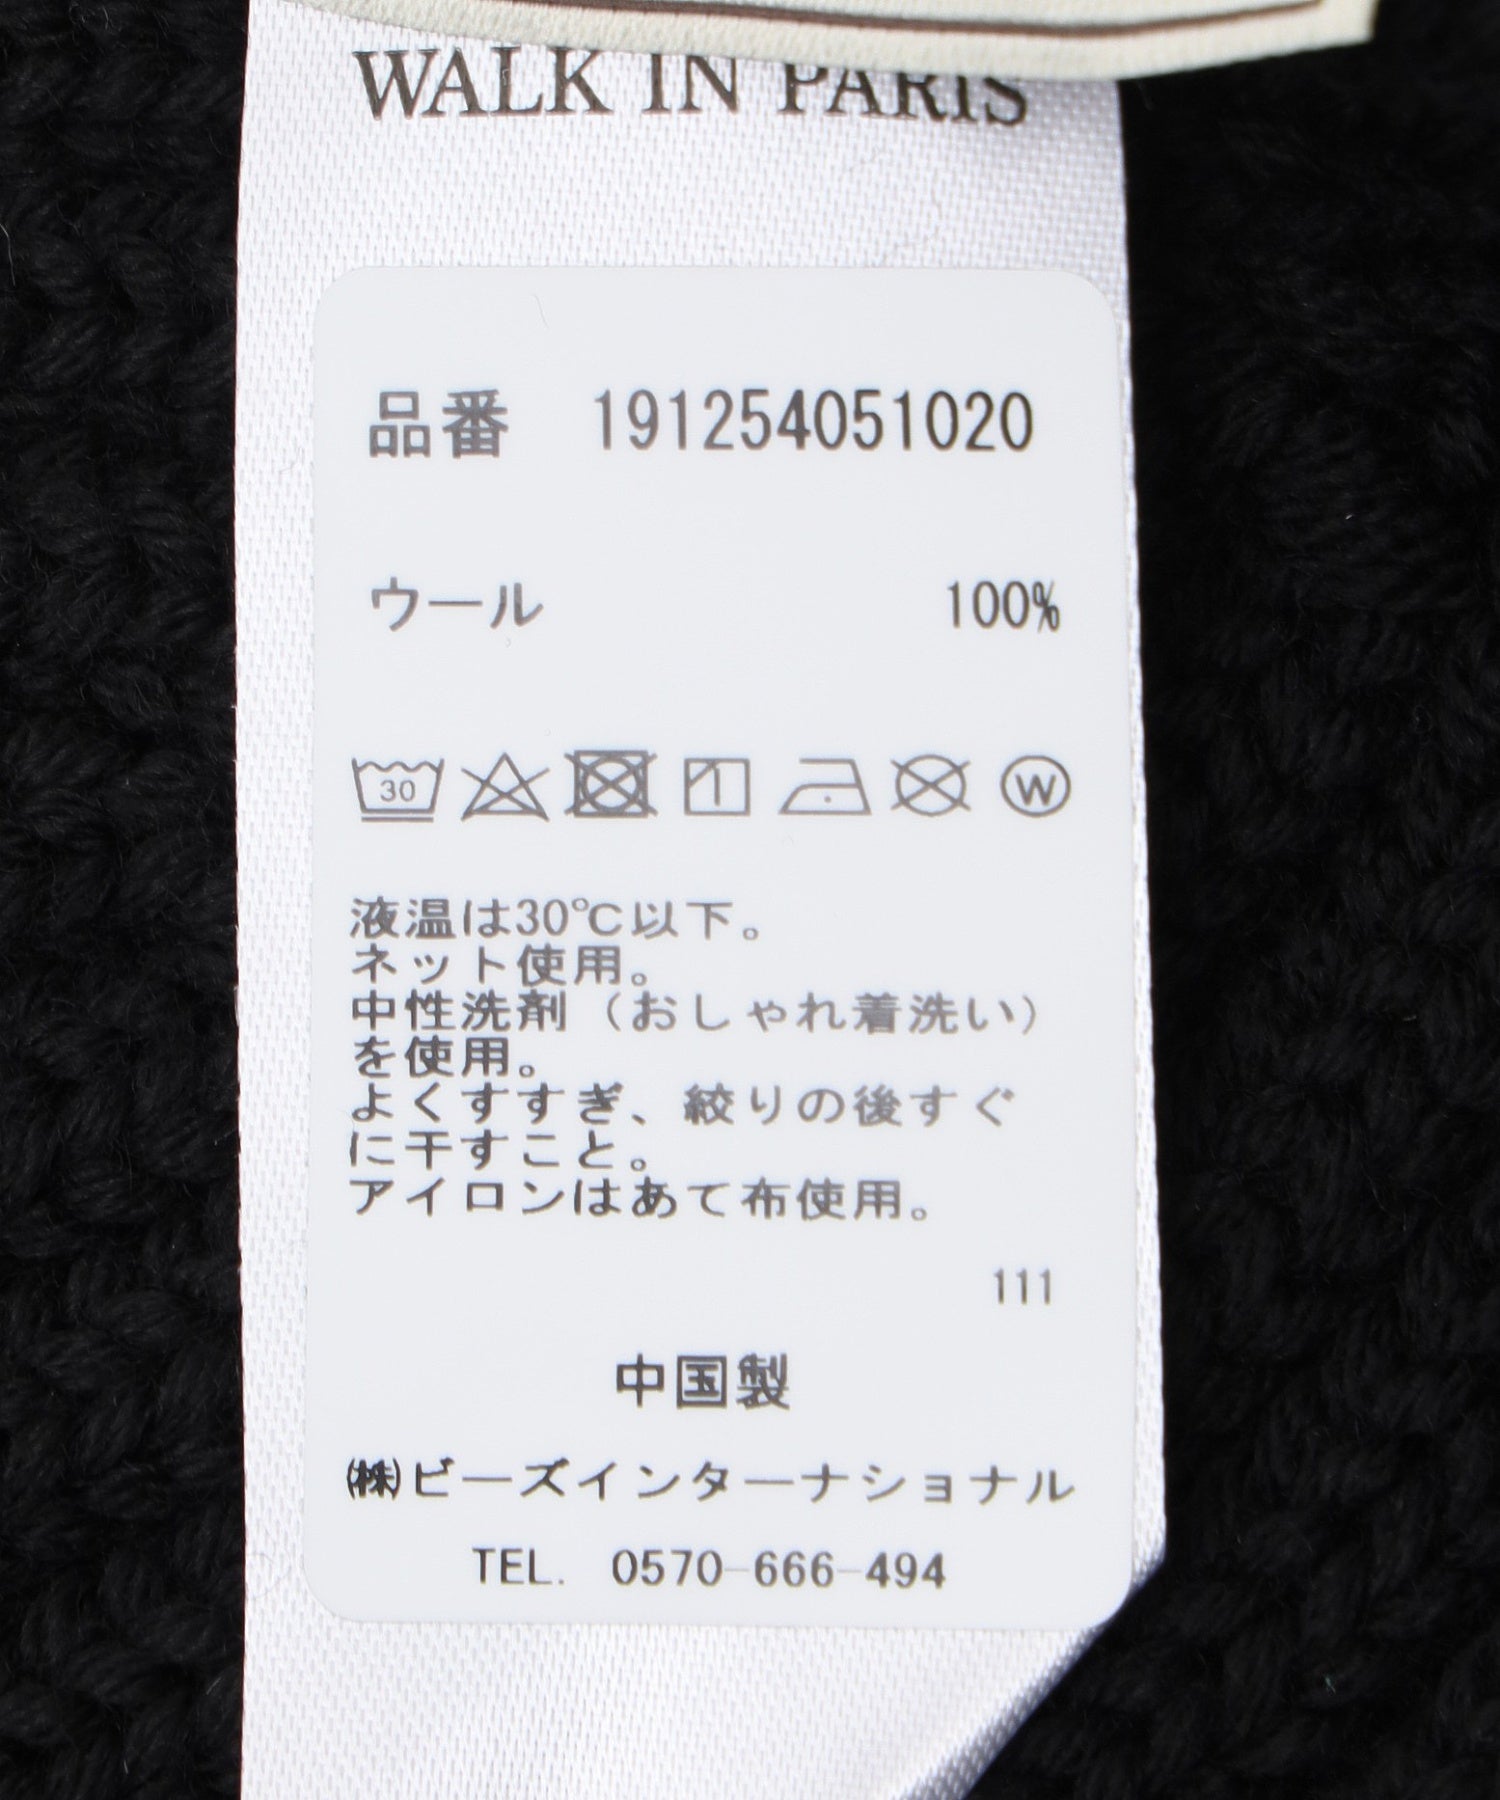 WALK IN PARIS
品番 191254051020
ウール 100%
30 W
液温は30℃以下。
ネット使用。
中性洗剤（おしゃれ着洗い）
を使用。
よくすすぎ、絞りの後すぐ
に干すこと。
アイロンはあて布使用。
111
中国製
㈱ビーズインターナショナル
TEL. 0570-666-494